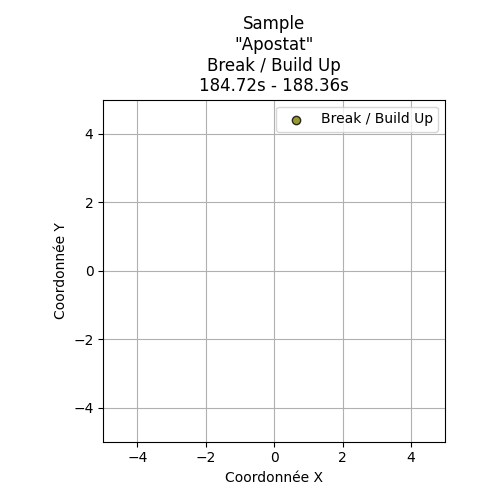 Sample
"Apostat"
Break / Build Up
184.72s - 188.36s
Break / Build Up
4
2
0
−2
−4
Coordonnée Y
−4
−2
0
2
4
Coordonnée X